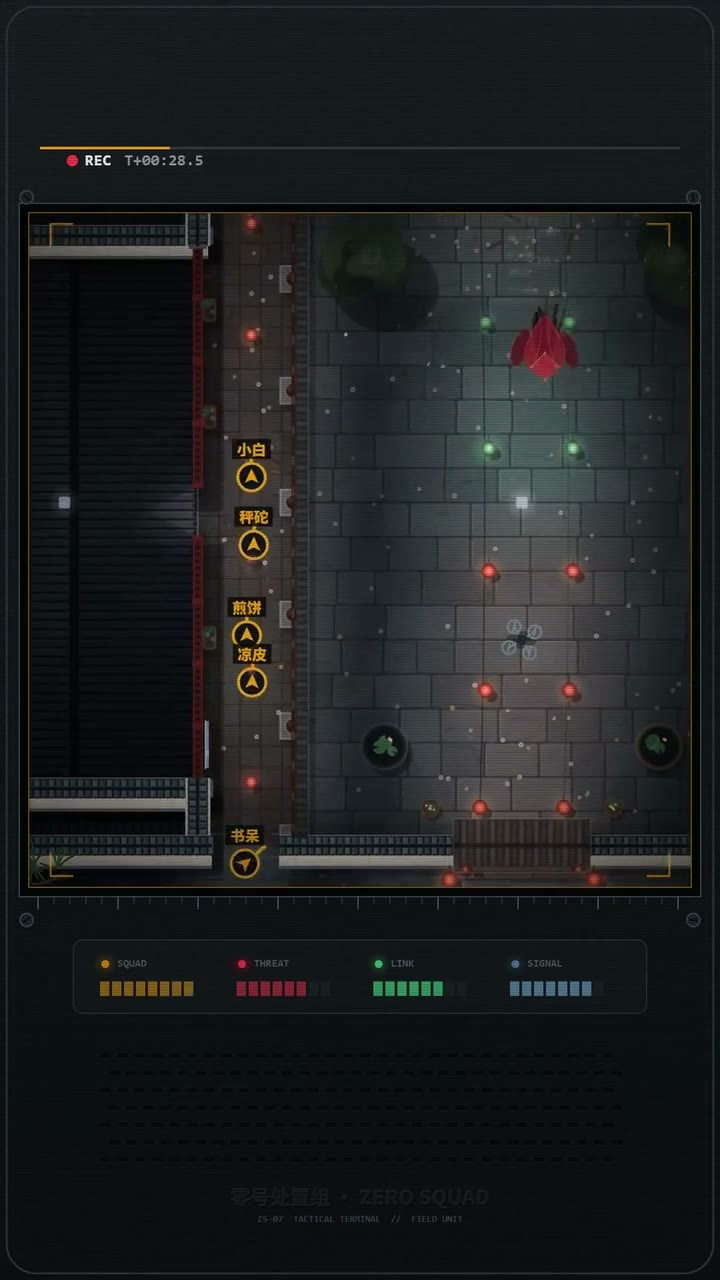 REC T+00:28.5
小白
秤砣
煎饼
凉皮
书呆
SQUAD THREAT LINK SIGNAL
零号处置组 • ZERO SQUAD
ZS-07 TACTICAL TERMINAL // FIELD UNIT